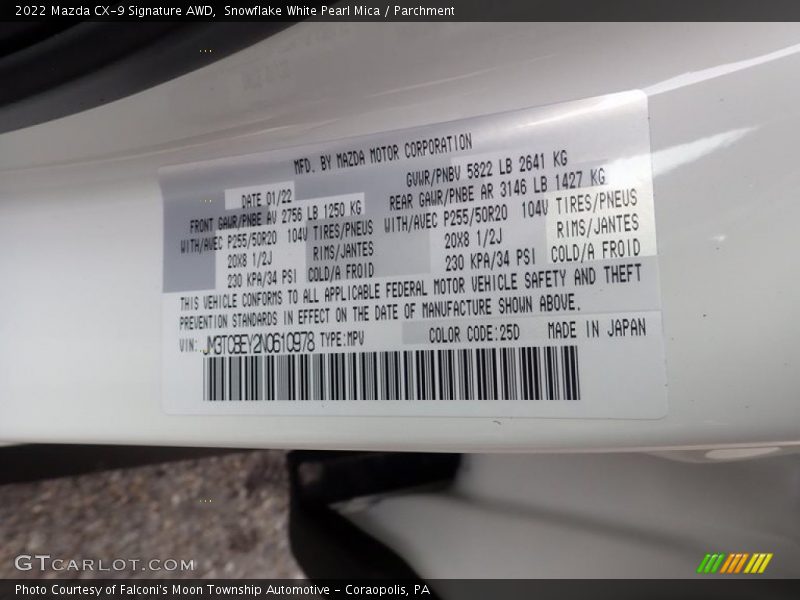 2022 Mazda CX-9 Signature AWD, Snowflake White Pearl Mica / Parchment
MFD. BY MAZDA MOTOR CORPORATION
DATE 01/22 GVWR/PNBV 5822 LB 2641 KG
FRONT GAWR/PNBE AV 2756 LB 1250 KG REAR GAWR/PNBE AR 3146 LB 1427 KG
WITH/AVEC P255/50R20 104V TIRES/PNEUS WITH/AVEC P255/50R20 104V TIRES/PNEUS
20X8 1/2J RIMS/JANTES 20X8 1/2J RIMS/JANTES
230 KPA/34 PSI COLD/A FROID 230 KPA/34 PSI COLD/A FROID
THIS VEHICLE CONFORMS TO ALL APPLICABLE FEDERAL MOTOR VEHICLE SAFETY AND THEFT
PREVENTION STANDARDS IN EFFECT ON THE DATE OF MANUFACTURE SHOWN ABOVE.
VIN: JM3TCBEY2N0610978 TYPE:MPV COLOR CODE:25D MADE IN JAPAN
GTCARLOT.COM
Photo Courtesy of Falconi's Moon Township Automotive - Coraopolis, PA